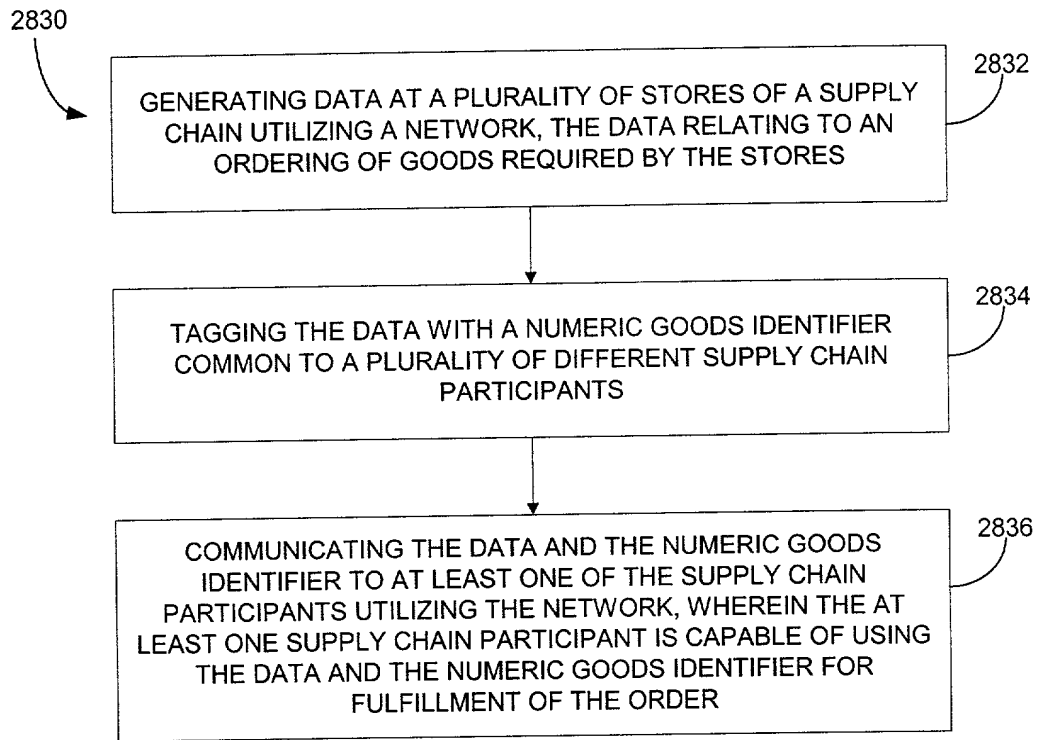 2830
2832
GENERATING DATA AT A PLURALITY OF STORES OF A SUPPLY
CHAIN UTILIZING A NETWORK, THE DATA RELATING TO AN
ORDERING OF GOODS REQUIRED BY THE STORES
2834
TAGGING THE DATA WITH A NUMERIC GOODS IDENTIFIER
COMMON TO A PLURALITY OF DIFFERENT SUPPLY CHAIN
PARTICIPANTS
2836
COMMUNICATING THE DATA AND THE NUMERIC GOODS
IDENTIFIER TO AT LEAST ONE OF THE SUPPLY CHAIN
PARTICIPANTS UTILIZING THE NETWORK, WHEREIN THE AT
LEAST ONE SUPPLY CHAIN PARTICIPANT IS CAPABLE OF USING
THE DATA AND THE NUMERIC GOODS IDENTIFIER FOR
FULFILLMENT OF THE ORDER